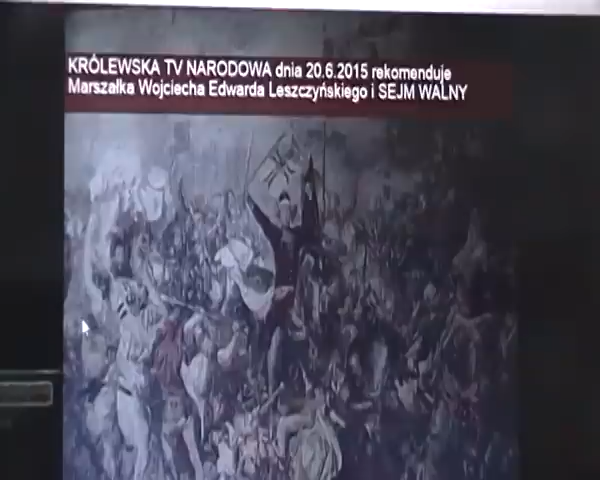 KRÓLEWSKA TV NARODOWA dnia 20.6.2015 rekomenduje
Marszałka Wojciecha Edwarda Leszczyńskiego i SEJM WALNY